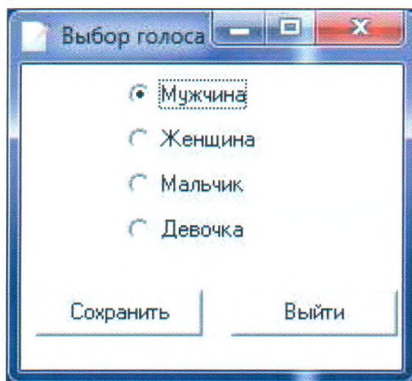 Выбор голоса
Мужчина
Женщина
Мальчик
Девочка
Сохранить Выйти